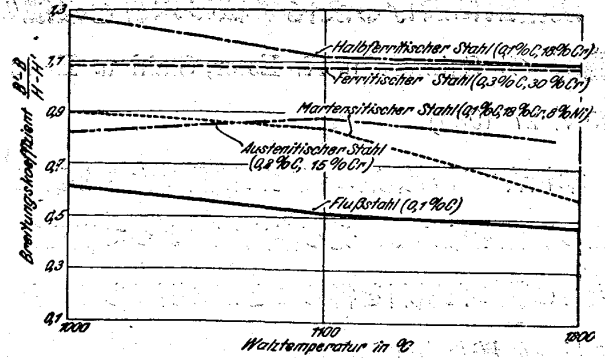 1.3
1.1
0,9
0,7
0,5
0,3
0,1
Breitungskoeffizient B'-B / H-H'
Halbferritischer Stahl (0,1%C, 18%Cr)
Ferritischer Stahl (0,3%C, 30%Cr)
Martensitischer Stahl (0,1%C, 18%Cr, 8%Ni)
Austenitischer Stahl
(0,2%C, 15%Cr)
Flußstahl (0,1%C)
1000
1100
1200
Walztemperatur in °C